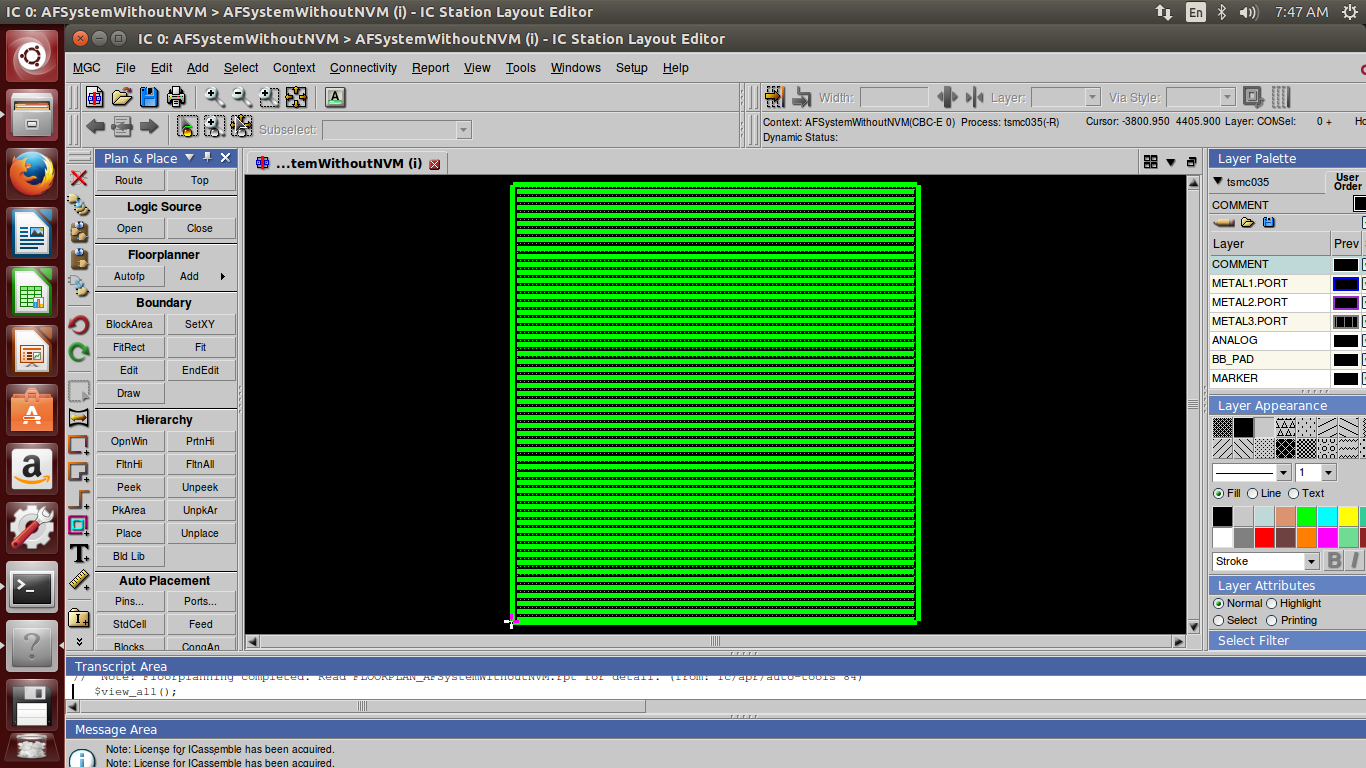 IC 0: AFSystemWithoutNVM > AFSystemWithoutNVM (i) - IC Station Layout Editor
En
7:47 AM
IC 0: AFSystemWithoutNVM > AFSystemWithoutNVM (i) - IC Station Layout Editor
MGC File Edit Add Select Context Connectivity Report View Tools Windows Setup Help
A
Width: Layer: Via Style:
Subselect:
Context: AFSystemWithoutNVM(CBC-E 0) Process: tsmc035(-R) Cursor: -3800.950 4405.900 Layer: COM Sel: 0 + Ho
Dynamic Status:
Plan & Place
...temWithoutNVM (i)
Route Top
Logic Source
Open Close
Floorplanner
Autofp Add
Boundary
BlockArea SetXY
FitRect Fit
Edit EndEdit
Draw
Hierarchy
OpnWin PrtnHi
FltnHi FltnAll
Peek Unpeek
PkArea UnpkAr
Place Unplace
Bld Lib
Auto Placement
Pins... Ports...
StdCell Feed
Blocks CongAn
Layer Palette
tsmc035
User
Order
COMMENT
Layer Prev
COMMENT
METAL1.PORT
METAL2.PORT
METAL3.PORT
ANALOG
BB_PAD
MARKER
Layer Appearance
1
Fill Line Text
Stroke B I
Layer Attributes
Normal Highlight
Select Printing
Select Filter
Transcript Area
// Note: Floorplanning completed. Read FLOORPLAN_AFSystemWithoutNVM.rpt for detail. (from: ic/apr/auto-tools 84)
$view_all();
Message Area
Note: License for ICassemble has been acquired.
Note: License for ICassemble has been acquired.